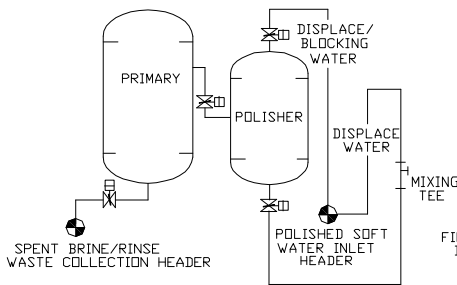 DISPLACE/
BLOCKING
WATER
PRIMARY
POLISHER
DISPLACE
WATER
MIXING
TEE
SPENT BRINE/RINSE
WASTE COLLECTION HEADER
POLISHED SOFT
WATER INLET
HEADER